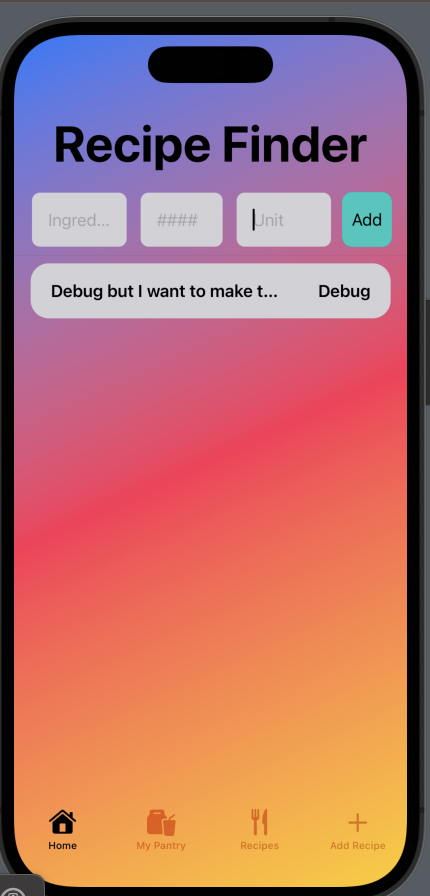 Recipe Finder
Ingred... #### Unit Add
Debug but I want to make t... Debug
Home My Pantry Recipes Add Recipe